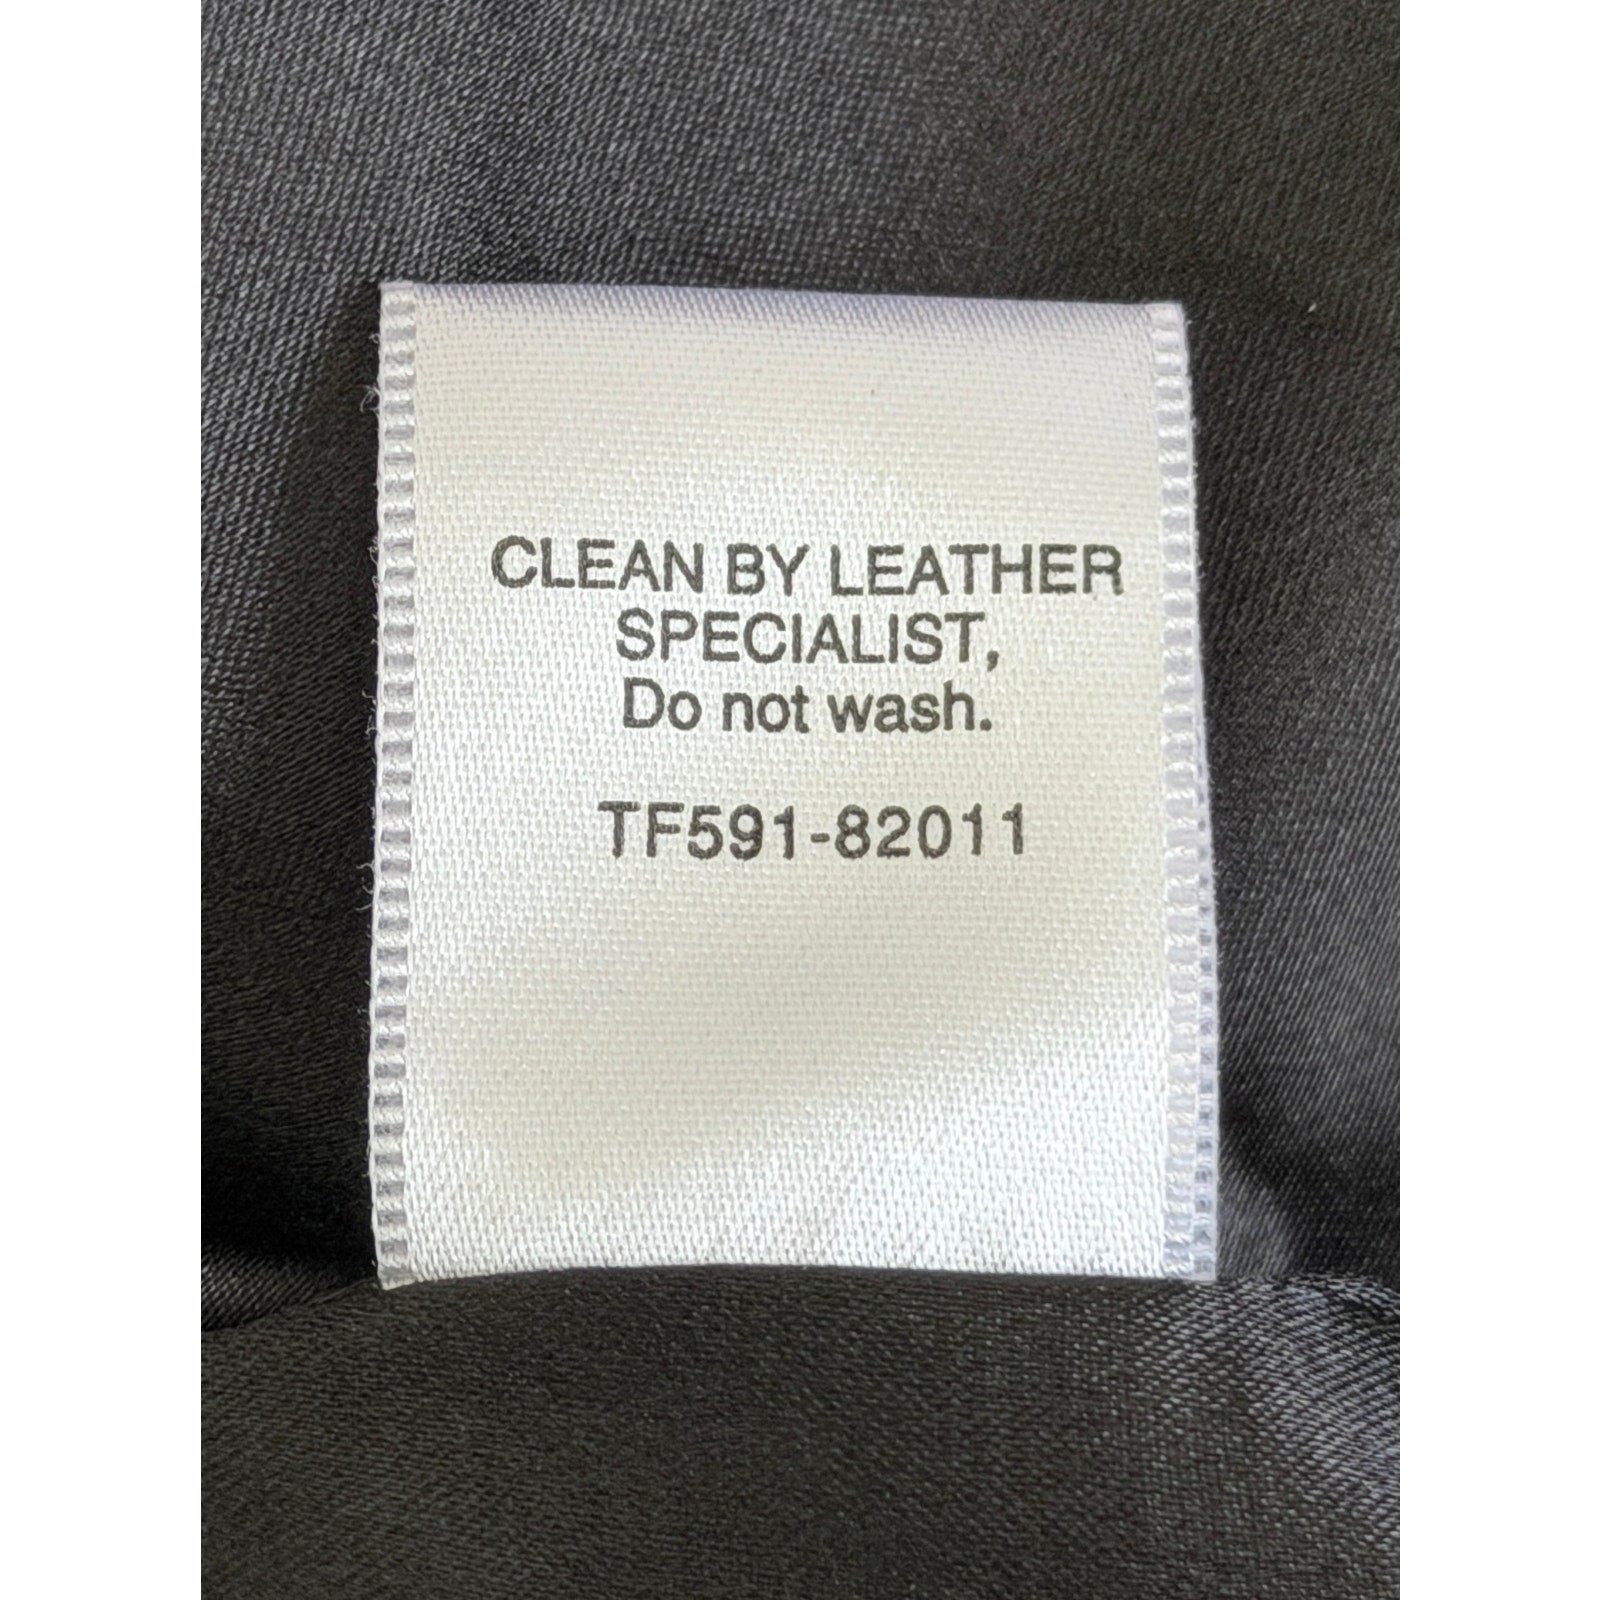 CLEAN BY LEATHER
SPECIALIST,
Do not wash.
TF591-82011